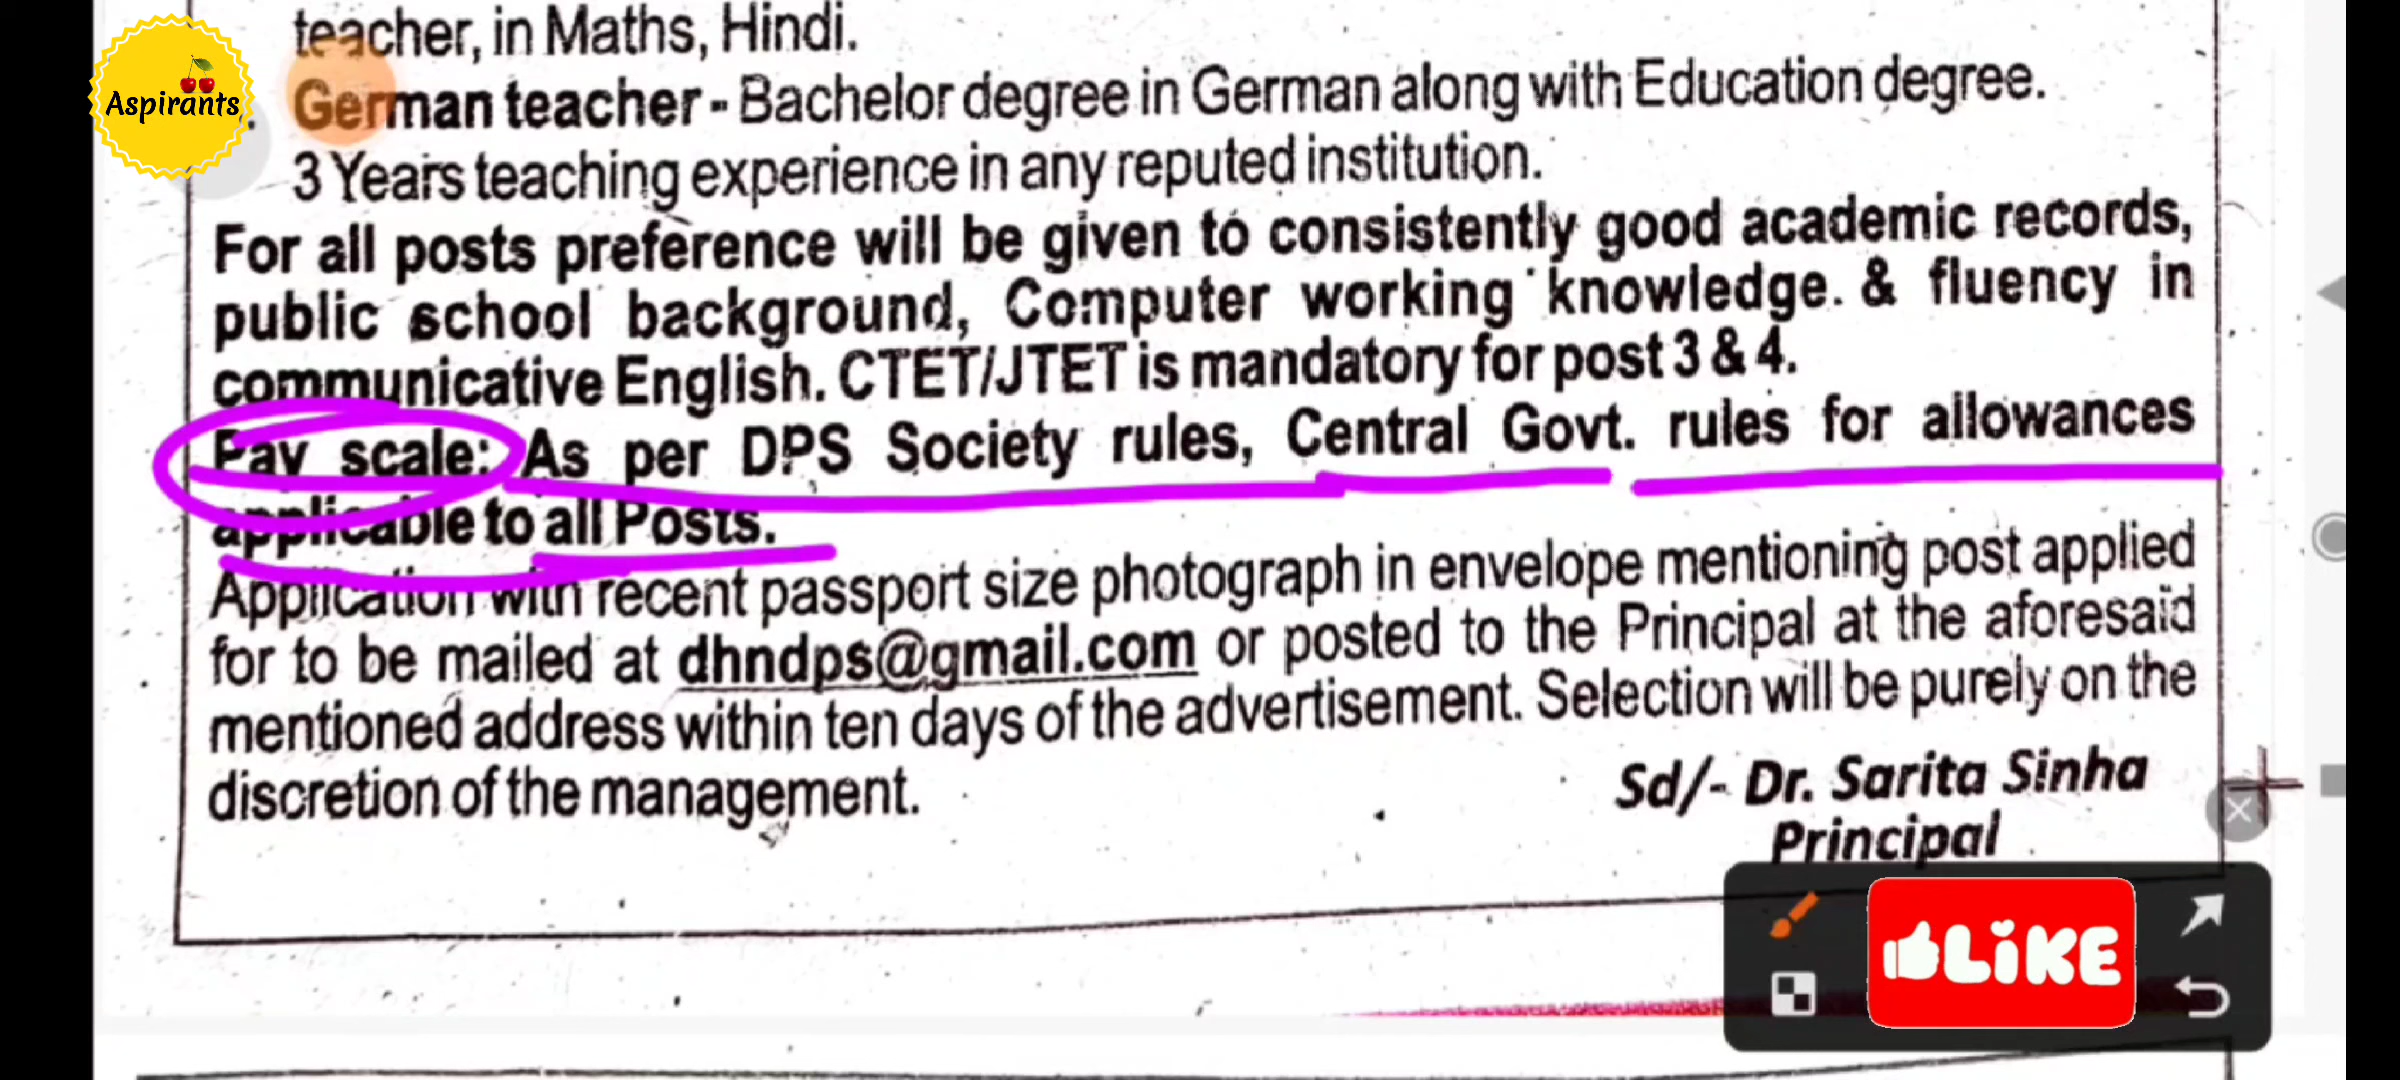 teacher, in Maths, Hindi.
Aspirants
German teacher - Bachelor degree in German along with Education degree.
3 Years teaching experience in any reputed institution.
For all posts preference will be given to consistently good academic records,
public school background, Computer working knowledge. & fluency in
communicative English. CTET/JTET is mandatory for post 3 & 4.
Pay scale: As per DPS Society rules, Central Govt. rules for allowances
applicable to all Posts.
Application with recent passport size photograph in envelope mentioning post applied
for to be mailed at dhndps@gmail.com or posted to the Principal at the aforesaid
mentioned address within ten days of the advertisement. Selection will be purely on the
discretion of the management.
Sd/- Dr. Sarita Sinha
Principal
LIKE